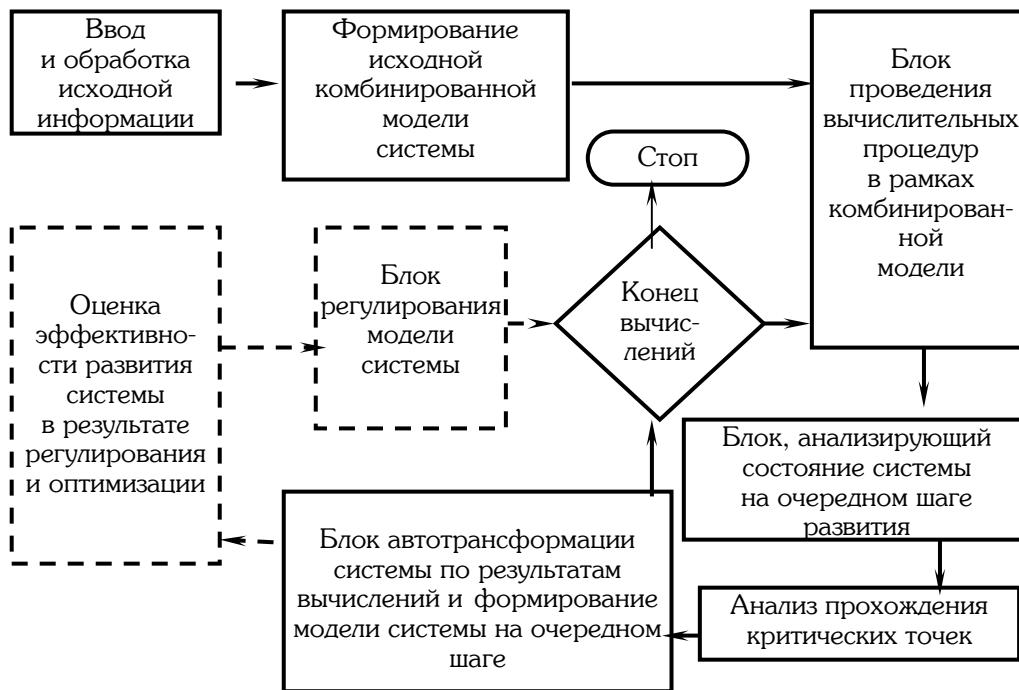 Ввод
и обработка
исходной
информации
Формирование
исходной
комбинированной
модели
системы
Блок
проведения
вычислительных
процедур
в рамках
комбинирован-
ной
модели
Стоп
Оценка
эффективно-
сти развития
системы
в результате
регулирования
и оптимизации
Блок
регулирования
модели
системы
Конец
вычис-
лений
Блок, анализирующий
состояние системы
на очередном шаге
развития
Блок автотрансформации
системы по результатам
вычислений и формирование
модели системы на очередном
шаге
Анализ прохождения
критических точек